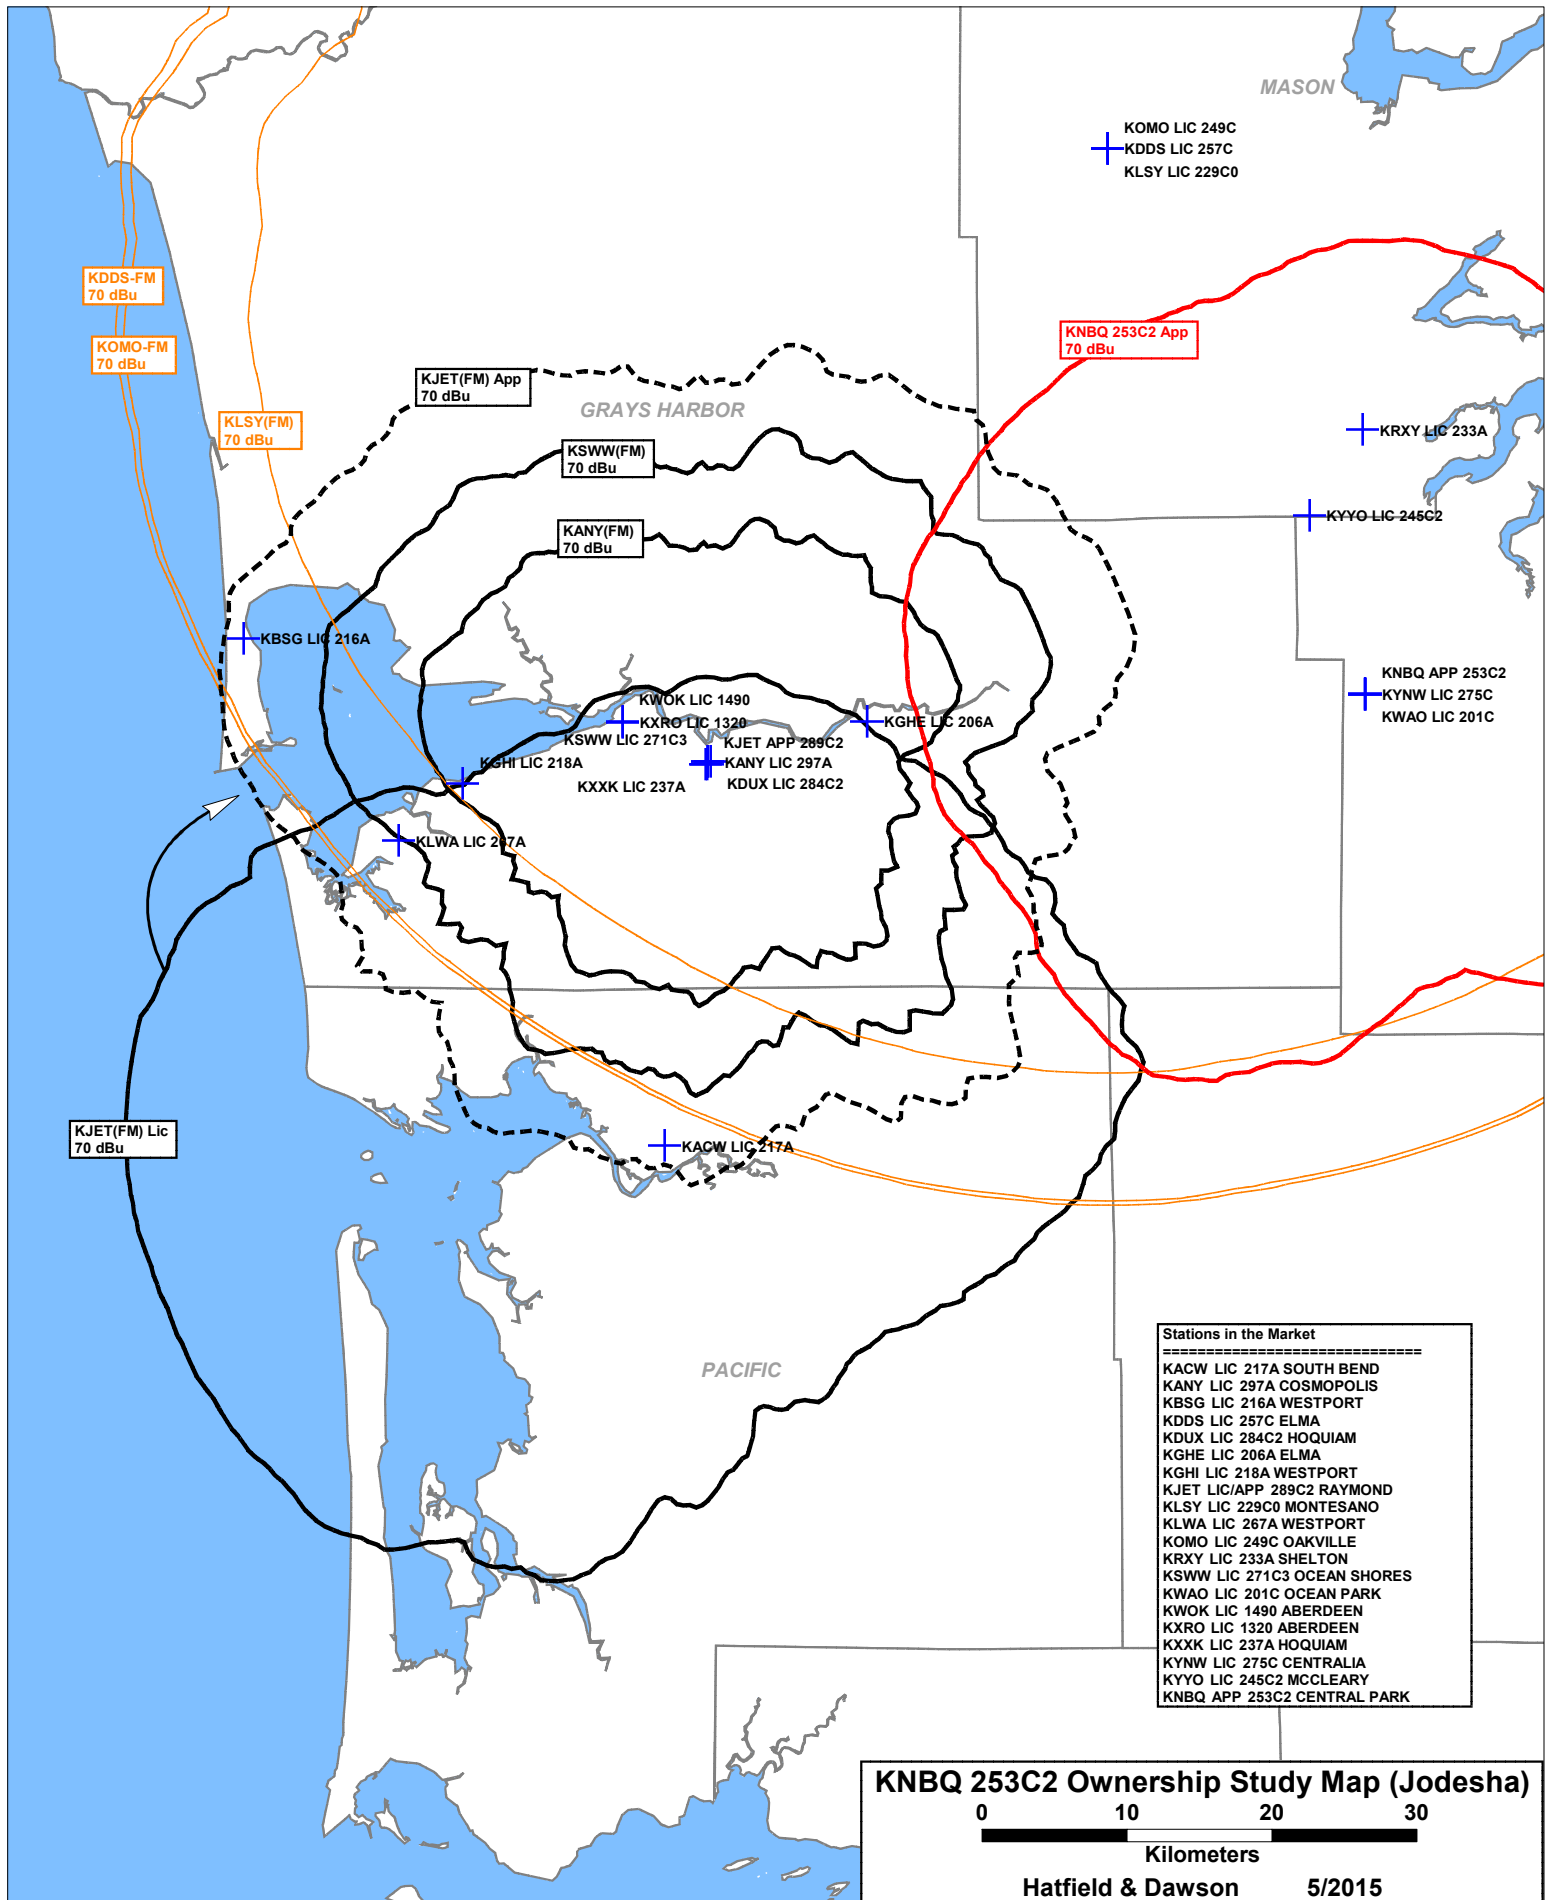 MASON
KOMO LIC 249C
KDDS LIC 257C
KLSY LIC 229C0
KDDS-FM
70 dBu
KOMO-FM
70 dBu
KNBQ 253C2 App
70 dBu
KJET(FM) App
70 dBu
GRAYS HARBOR
KLSY(FM)
70 dBu
KRXY LIC 233A
KSWW(FM)
70 dBu
KYYO LIC 245C2
KANY(FM)
70 dBu
KBSG LIC 216A
KNBQ APP 253C2
KYNW LIC 275C
KWAO LIC 201C
KWOK LIC 1490
KXRO LIC 1320
KSWW LIC 271C3
KGHE LIC 206A
KJET APP 289C2
KANY LIC 297A
KDUX LIC 284C2
KGHI LIC 218A
KXXK LIC 237A
KLWA LIC 267A
KJET(FM) Lic
70 dBu
KACW LIC 217A
PACIFIC
Stations in the Market
==============================
KACW LIC 217A SOUTH BEND
KANY LIC 297A COSMOPOLIS
KBSG LIC 216A WESTPORT
KDDS LIC 257C ELMA
KDUX LIC 284C2 HOQUIAM
KGHE LIC 206A ELMA
KGHI LIC 218A WESTPORT
KJET LIC/APP 289C2 RAYMOND
KLSY LIC 229C0 MONTESANO
KLWA LIC 267A WESTPORT
KOMO LIC 249C OAKVILLE
KRXY LIC 233A SHELTON
KSWW LIC 271C3 OCEAN SHORES
KWAO LIC 201C OCEAN PARK
KWOK LIC 1490 ABERDEEN
KXRO LIC 1320 ABERDEEN
KXXK LIC 237A HOQUIAM
KYNW LIC 275C CENTRALIA
KYYO LIC 245C2 MCCLEARY
KNBQ APP 253C2 CENTRAL PARK
KNBQ 253C2 Ownership Study Map (Jodesha)
0 10 20 30
Kilometers
Hatfield & Dawson 5/2015